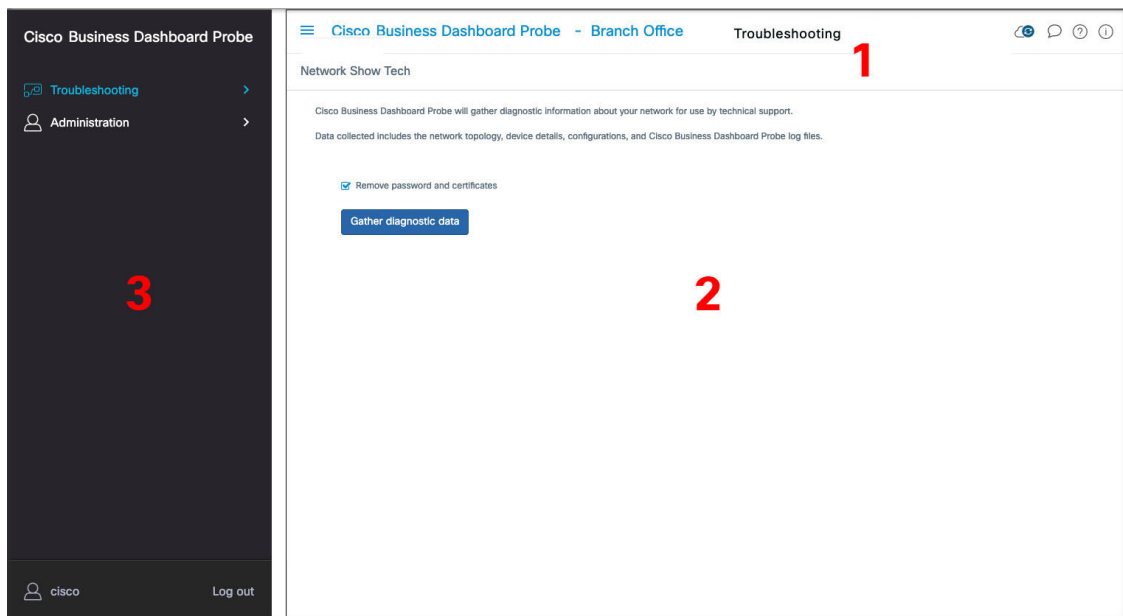 Cisco Business Dashboard Probe
Troubleshooting
Administration
3
cisco
Log out
Cisco Business Dashboard Probe - Branch Office
Troubleshooting
1
Network Show Tech
Cisco Business Dashboard Probe will gather diagnostic information about your network for use by technical support.
Data collected includes the network topology, device details, configurations, and Cisco Business Dashboard Probe log files.
Remove password and certificates
Gather diagnostic data
2